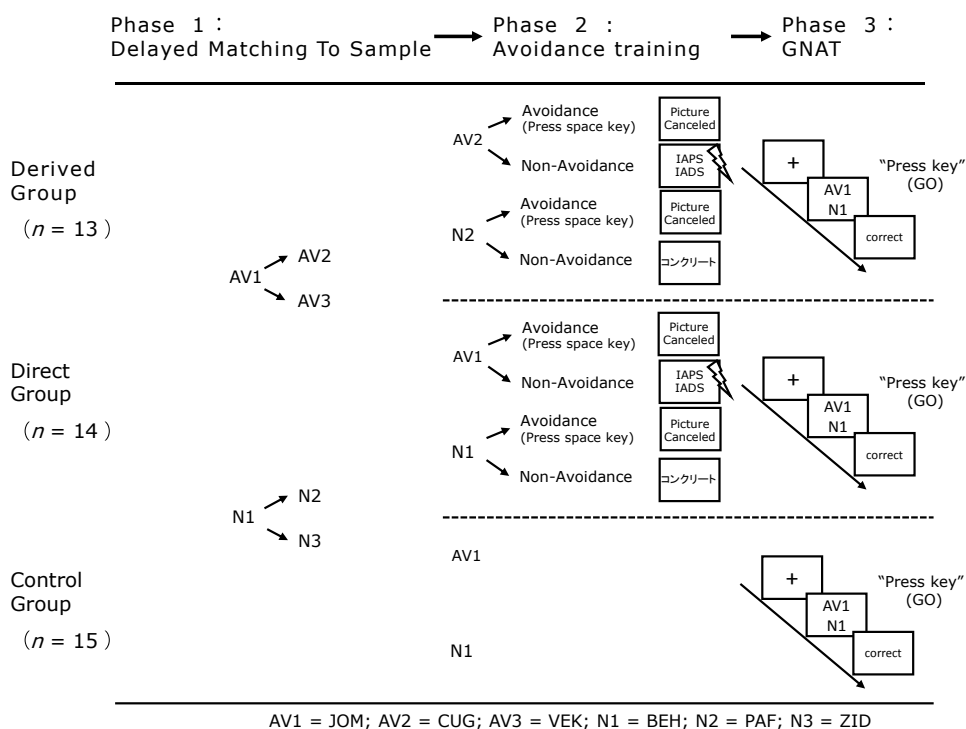 Phase 1：
Delayed Matching To Sample
Phase 2 :
Avoidance training
Phase 3：
GNAT
Derived
Group
（n = 13 ）
AV1
AV2
AV3
AV2
Avoidance
(Press space key)
Picture
Canceled
Non-Avoidance
IAPS
IADS
N2
Avoidance
(Press space key)
Picture
Canceled
Non-Avoidance
コンクリート
+
AV1
N1
correct
“Press key”
(GO)
Direct
Group
（n = 14 ）
AV1
Avoidance
(Press space key)
Picture
Canceled
Non-Avoidance
IAPS
IADS
N1
Avoidance
(Press space key)
Picture
Canceled
Non-Avoidance
コンクリート
+
AV1
N1
correct
“Press key”
(GO)
N1
N2
N3
Control
Group
（n = 15 ）
AV1
N1
+
AV1
N1
correct
“Press key”
(GO)
AV1 = JOM; AV2 = CUG; AV3 = VEK; N1 = BEH; N2 = PAF; N3 = ZID